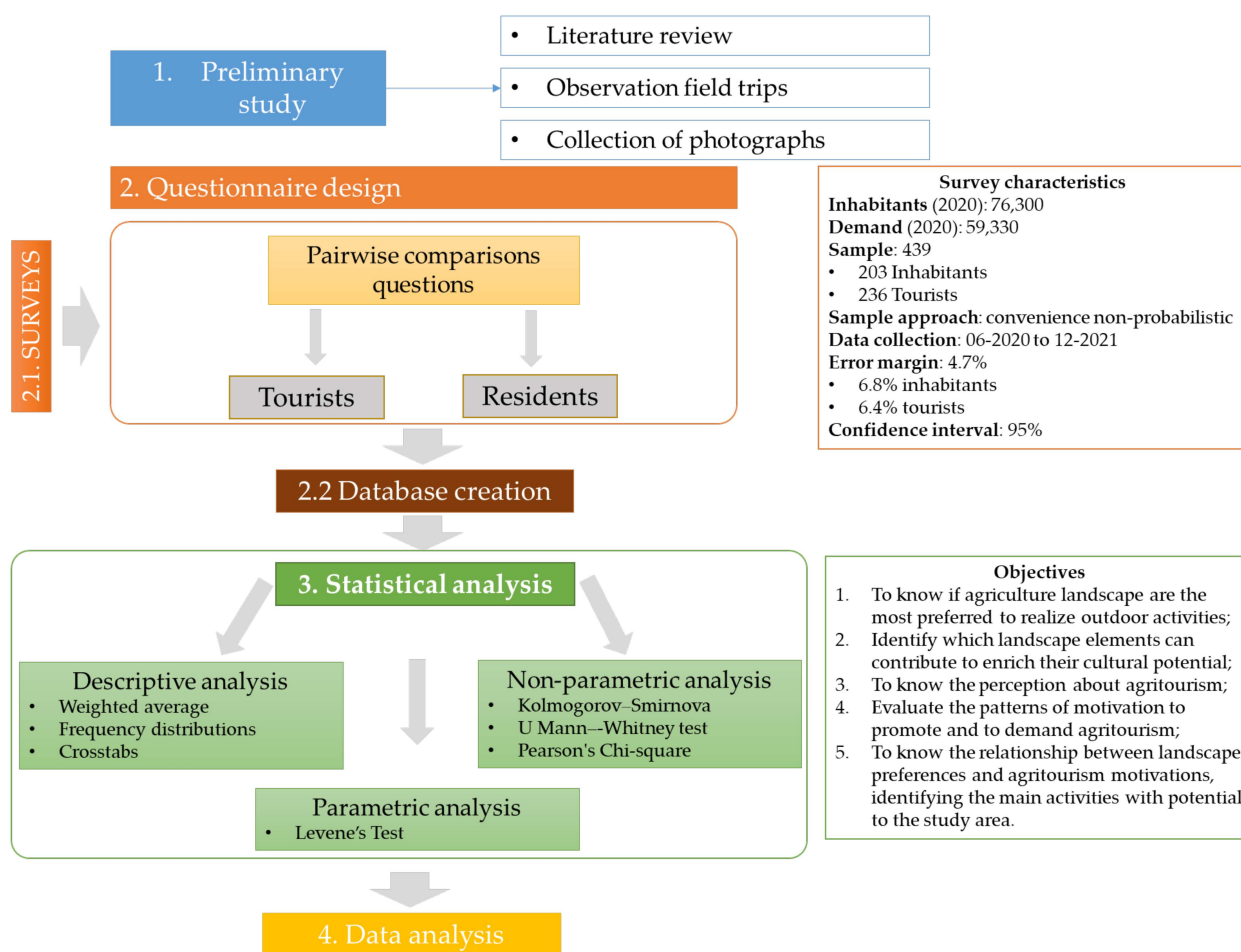 1. Preliminary
study
• Literature review
• Observation field trips
• Collection of photographs
2. Questionnaire design
2.1. SURVEYS
Pairwise comparisons
questions
Tourists
Residents
Survey characteristics
Inhabitants (2020): 76,300
Demand (2020): 59,330
Sample: 439
• 203 Inhabitants
• 236 Tourists
Sample approach: convenience non-probabilistic
Data collection: 06-2020 to 12-2021
Error margin: 4.7%
• 6.8% inhabitants
• 6.4% tourists
Confidence interval: 95%
2.2 Database creation
3. Statistical analysis
Descriptive analysis
• Weighted average
• Frequency distributions
• Crosstabs
Non-parametric analysis
• Kolmogorov–Smirnova
• U Mann–-Whitney test
• Pearson's Chi-square
Parametric analysis
• Levene’s Test
Objectives
1. To know if agriculture landscape are the
most preferred to realize outdoor activities;
2. Identify which landscape elements can
contribute to enrich their cultural potential;
3. To know the perception about agritourism;
4. Evaluate the patterns of motivation to
promote and to demand agritourism;
5. To know the relationship between landscape
preferences and agritourism motivations,
identifying the main activities with potential
to the study area.
4. Data analysis